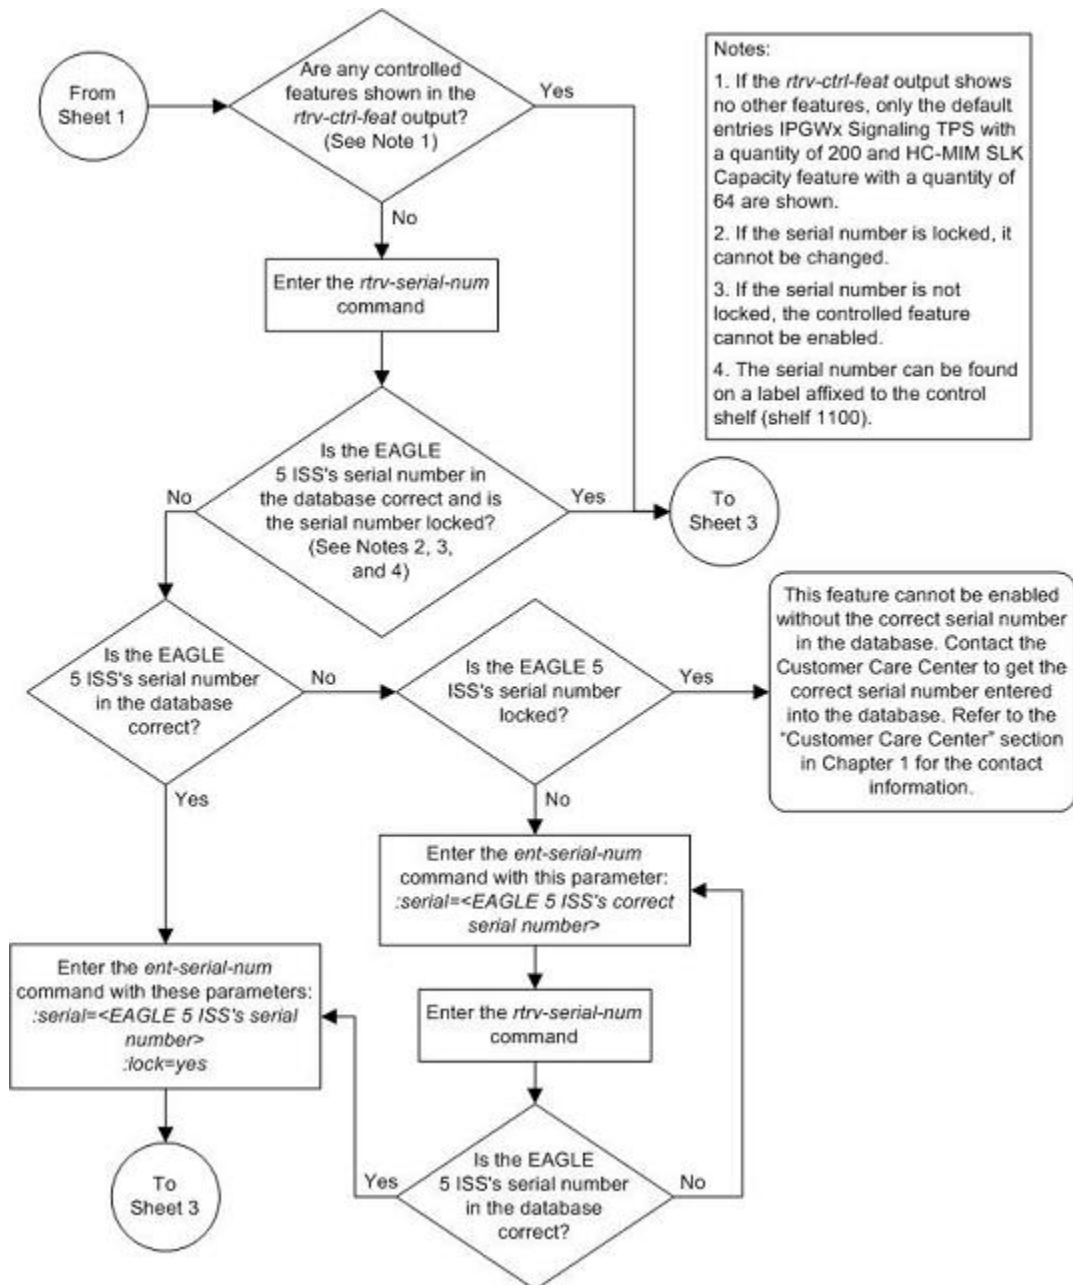 From
Sheet 1
Are any controlled
features shown in the
rtrv-ctrl-feat output?
(See Note 1)
Yes
No
Notes:
1. If the rtrv-ctrl-feat output shows
no other features, only the default
entries IPGWx Signaling TPS with
a quantity of 200 and HC-MIM SLK
Capacity feature with a quantity of
64 are shown.
2. If the serial number is locked, it
cannot be changed.
3. If the serial number is not
locked, the controlled feature
cannot be enabled.
4. The serial number can be found
on a label affixed to the control
shelf (shelf 1100).
Enter the rtrv-serial-num
command
Is the EAGLE
5 ISS's serial number in
the database correct and is
the serial number locked?
(See Notes 2, 3,
and 4)
No
Yes
To
Sheet 3
Is the EAGLE
5 ISS's serial number
in the database
correct?
No
Yes
Is the EAGLE 5
ISS's serial number
locked?
Yes
No
This feature cannot be enabled
without the correct serial number
in the database. Contact the
Customer Care Center to get the
correct serial number entered
into the database. Refer to the
"Customer Care Center" section
in Chapter 1 for the contact
information.
Enter the ent-serial-num
command with this parameter:
:serial=<EAGLE 5 ISS's correct
serial number>
Enter the ent-serial-num
command with these parameters:
:serial=<EAGLE 5 ISS's serial
number>
:lock=yes
Enter the rtrv-serial-num
command
To
Sheet 3
Is the EAGLE
5 ISS's serial number
in the database
correct?
Yes
No